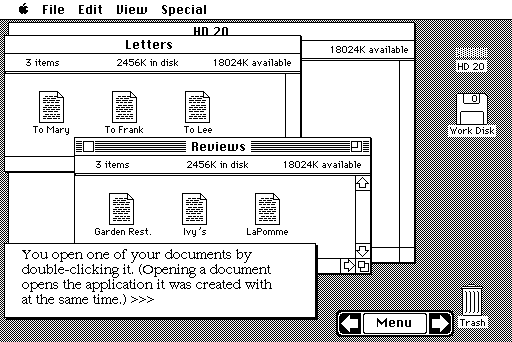 File Edit View Special
HD 20
18024K available
Letters
3 items 2456K in disk 18024K available
To Mary To Frank To Lee
Reviews
3 items 2456K in disk 18024K available
Garden Rest. Ivy's LaPomme
You open one of your documents by
double-clicking it. (Opening a document
opens the application it was created with
at the same time.) >>>
HD 20
Work Disk
Menu
Trash